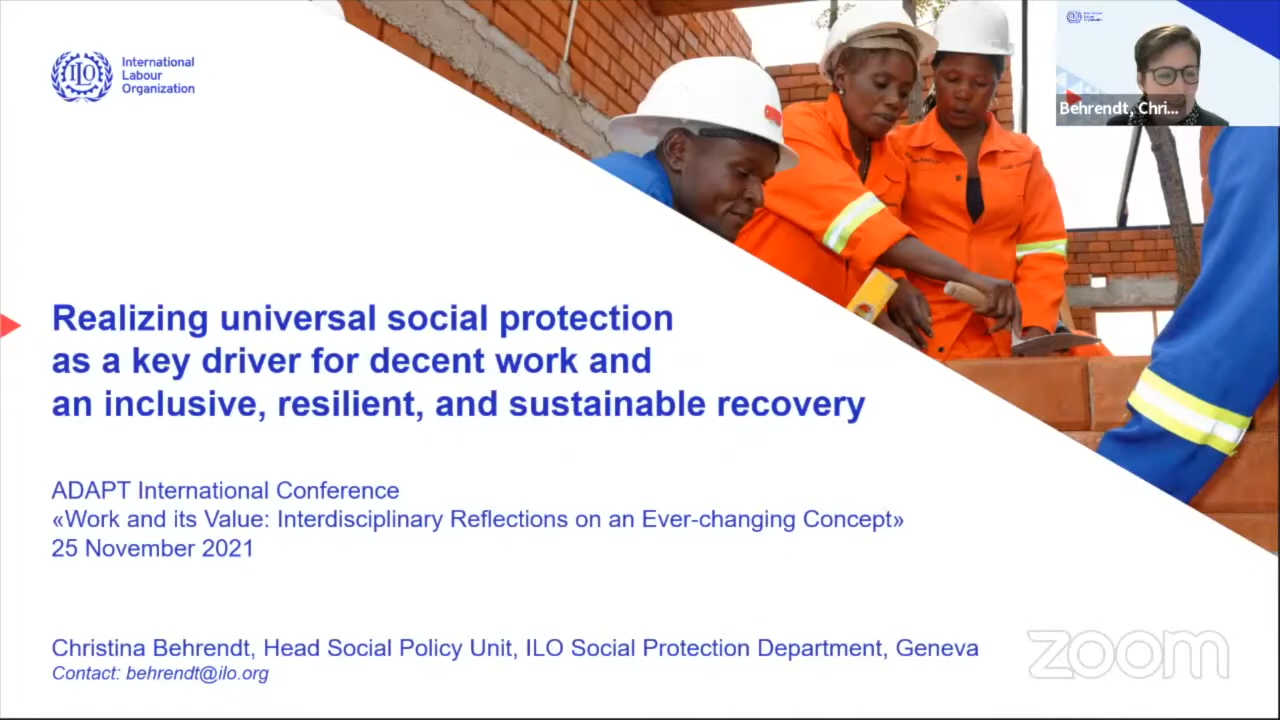 International
Labour
Organization
Behrendt, Chri...
Realizing universal social protection
as a key driver for decent work and
an inclusive, resilient, and sustainable recovery
ADAPT International Conference
«Work and its Value: Interdisciplinary Reflections on an Ever-changing Concept»
25 November 2021
Christina Behrendt, Head Social Policy Unit, ILO Social Protection Department, Geneva
Contact: behrendt@ilo.org
zoom